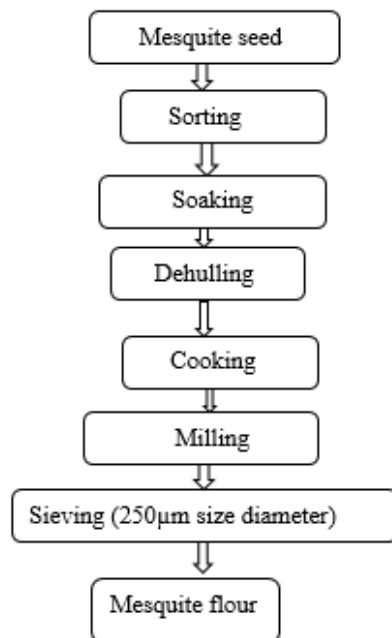 Mesquite seed
Sorting
Soaking
Dehulling
Cooking
Milling
Sieving (250µm size diameter)
Mesquite flour